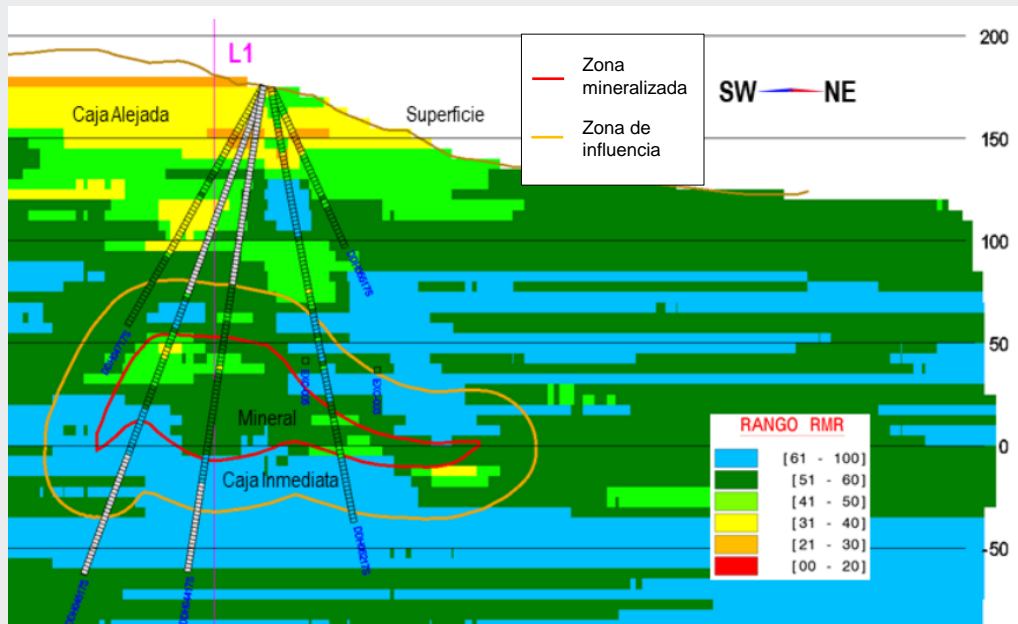 200
L1
Zona
mineralizada
Zona de
influencia
SW NE
Caja Alejada
Superficie
150
100
50
Mineral
0
Caja Inmediata
-50
RANGO RMR
[61 - 100]
[51 - 60]
[41 - 50]
[31 - 40]
[21 - 30]
[00 - 20]